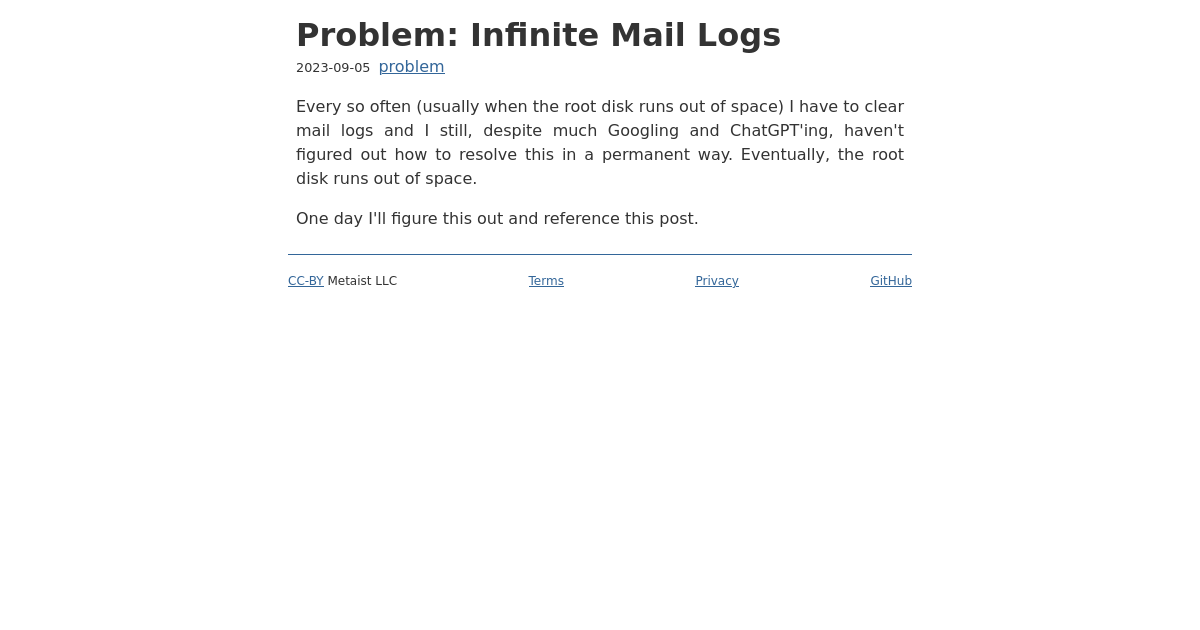 Problem: Infinite Mail Logs
2023-09-05 problem
Every so often (usually when the root disk runs out of space) I have to clear
mail logs and I still, despite much Googling and ChatGPT'ing, haven't
figured out how to resolve this in a permanent way. Eventually, the root
disk runs out of space.
One day I'll figure this out and reference this post.
CC-BY Metaist LLC Terms Privacy GitHub